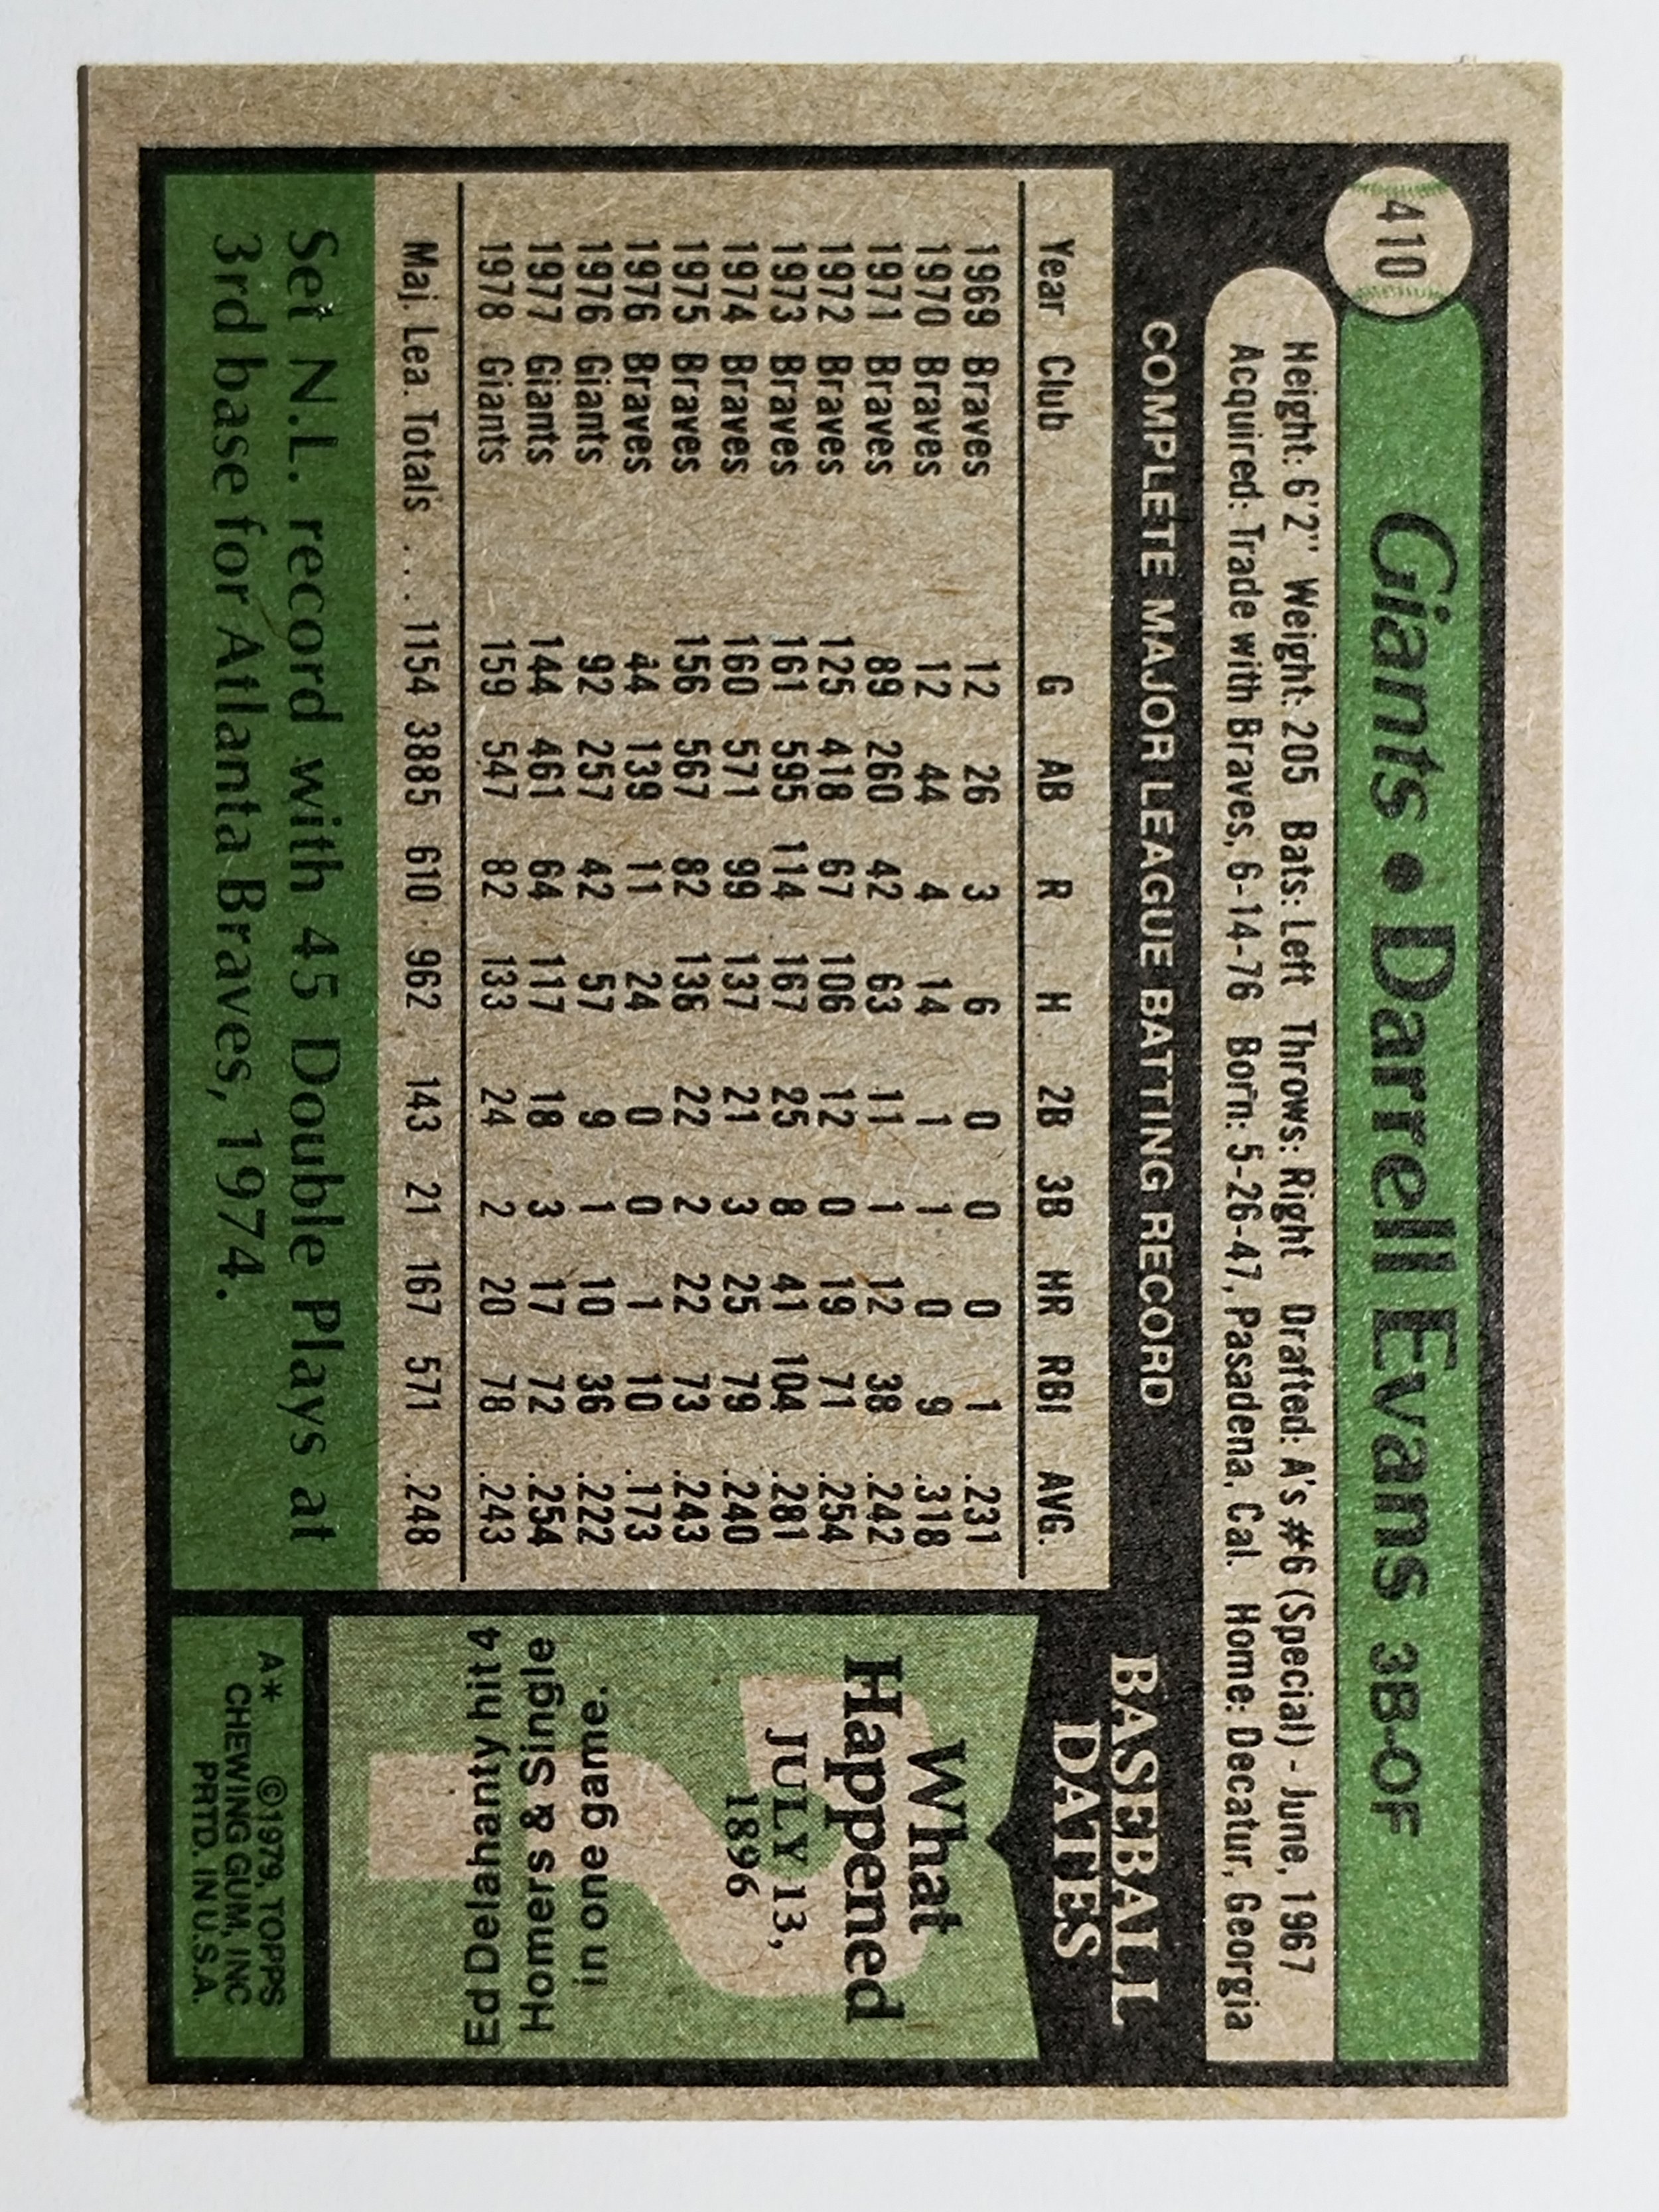 410
Giants • Darrell Evans 3B-OF
Height: 6'2" Weight: 205 Bats: Left Throws: Right Drafted: A's #6 (Special) - June, 1967
Acquired: Trade with Braves, 6-14-76 Born: 5-26-47, Pasadena, Cal. Home: Decatur, Georgia
COMPLETE MAJOR LEAGUE BATTING RECORD
Year Club G AB R H 2B 3B HR RBI AVG.
1969 Braves 12 26 3 6 0 0 0 1 .231
1970 Braves 12 44 4 14 1 1 0 9 .318
1971 Braves 89 260 42 63 11 1 12 38 .242
1972 Braves 125 418 67 106 12 0 19 71 .254
1973 Braves 161 595 114 167 25 8 41 104 .281
1974 Braves 160 571 99 137 21 3 25 79 .240
1975 Braves 156 567 82 136 22 2 22 73 .243
1976 Braves 44 139 11 24 0 0 1 10 .173
1976 Giants 92 257 42 57 9 1 10 36 .222
1977 Giants 144 461 64 117 18 3 17 72 .254
1978 Giants 159 547 82 133 24 2 20 78 .243
Maj. Lea. Totals . . . 1154 3885 610 962 143 21 167 571 .248
Set N.L. record with 45 Double Plays at
3rd base for Atlanta Braves, 1974.
BASEBALL
DATES
What
Happened
JULY 13,
1896
Ed Delahanty hit 4
Homers & Single
in one game.
A* ©1979, TOPPS
CHEWING GUM, INC
PRTD. IN U.S.A.